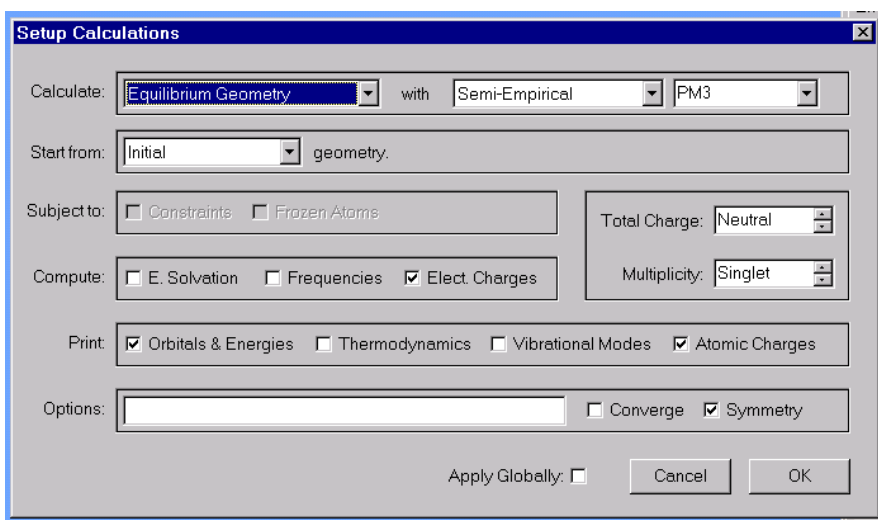 Setup Calculations
Calculate: Equilibrium Geometry with Semi-Empirical PM3
Start from: Initial geometry.
Subject to: Constraints Frozen Atoms
Total Charge: Neutral
Compute: E. Solvation Frequencies Elect. Charges
Multiplicity: Singlet
Print: Orbitals & Energies Thermodynamics Vibrational Modes Atomic Charges
Options: Converge Symmetry
Apply Globally: Cancel OK